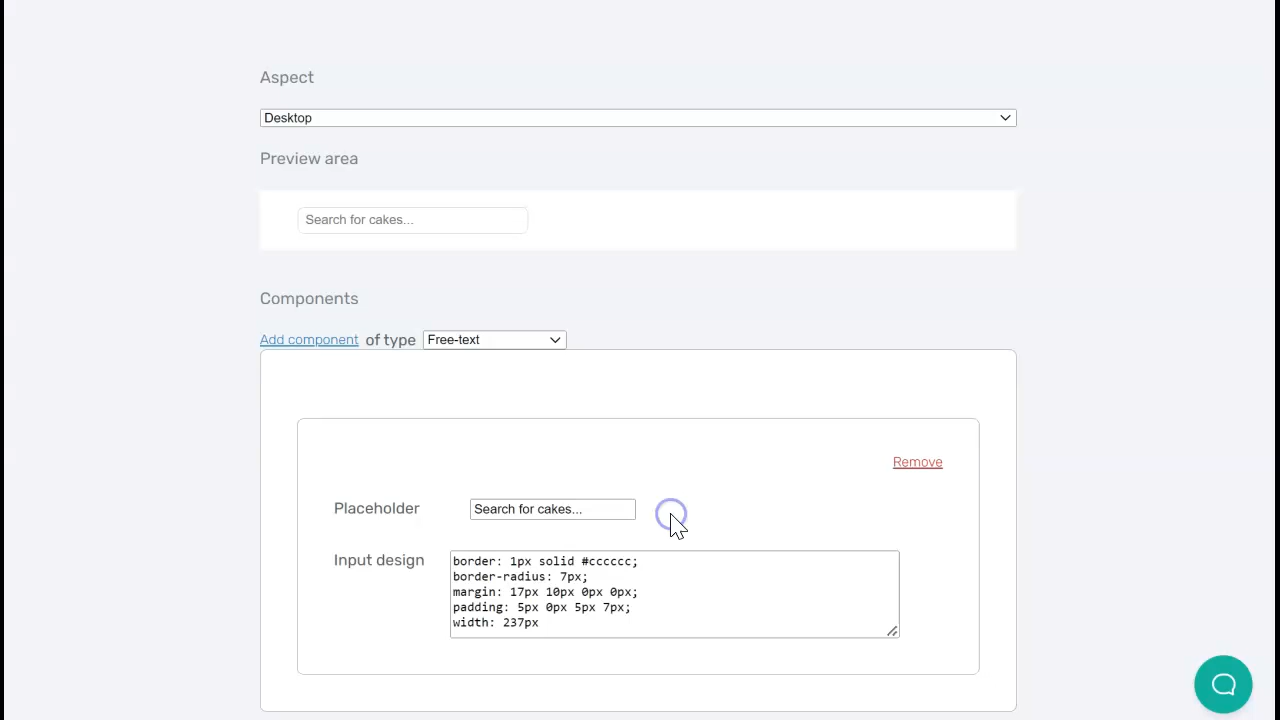 Aspect
Desktop
Preview area
Search for cakes...
Components
Add component of type Free-text
Remove
Placeholder Search for cakes...
Input design
border: 1px solid #cccccc;
border-radius: 7px;
margin: 17px 10px 0px 0px;
padding: 5px 0px 5px 7px;
width: 237px